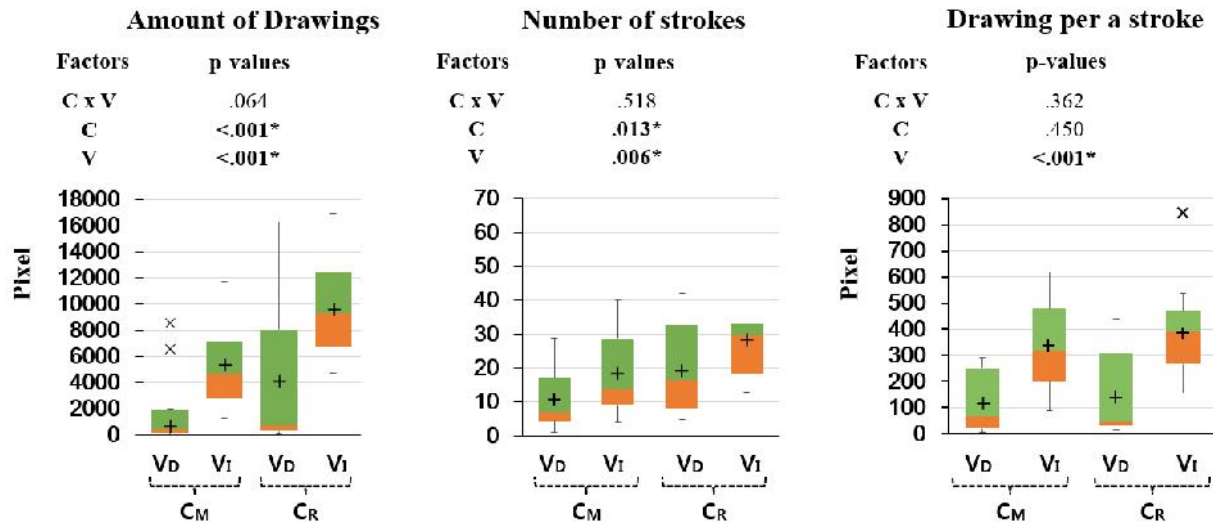 Amount of Drawings
Factors p values
C x V .064
C <.001*
V <.001*
18000
16000
14000
12000
10000
8000
6000
4000
2000
0
Pixel
VD VI VD VI
CM CR
Number of strokes
Factors p values
C x V .518
C .013*
V .006*
70
60
50
40
30
20
10
0
VD VI VD VI
CM CR
Drawing per a stroke
Factors p-values
C x V .362
C .450
V <.001*
900
800
700
600
500
400
300
200
100
0
Pixel
VD VI VD VI
CM CR